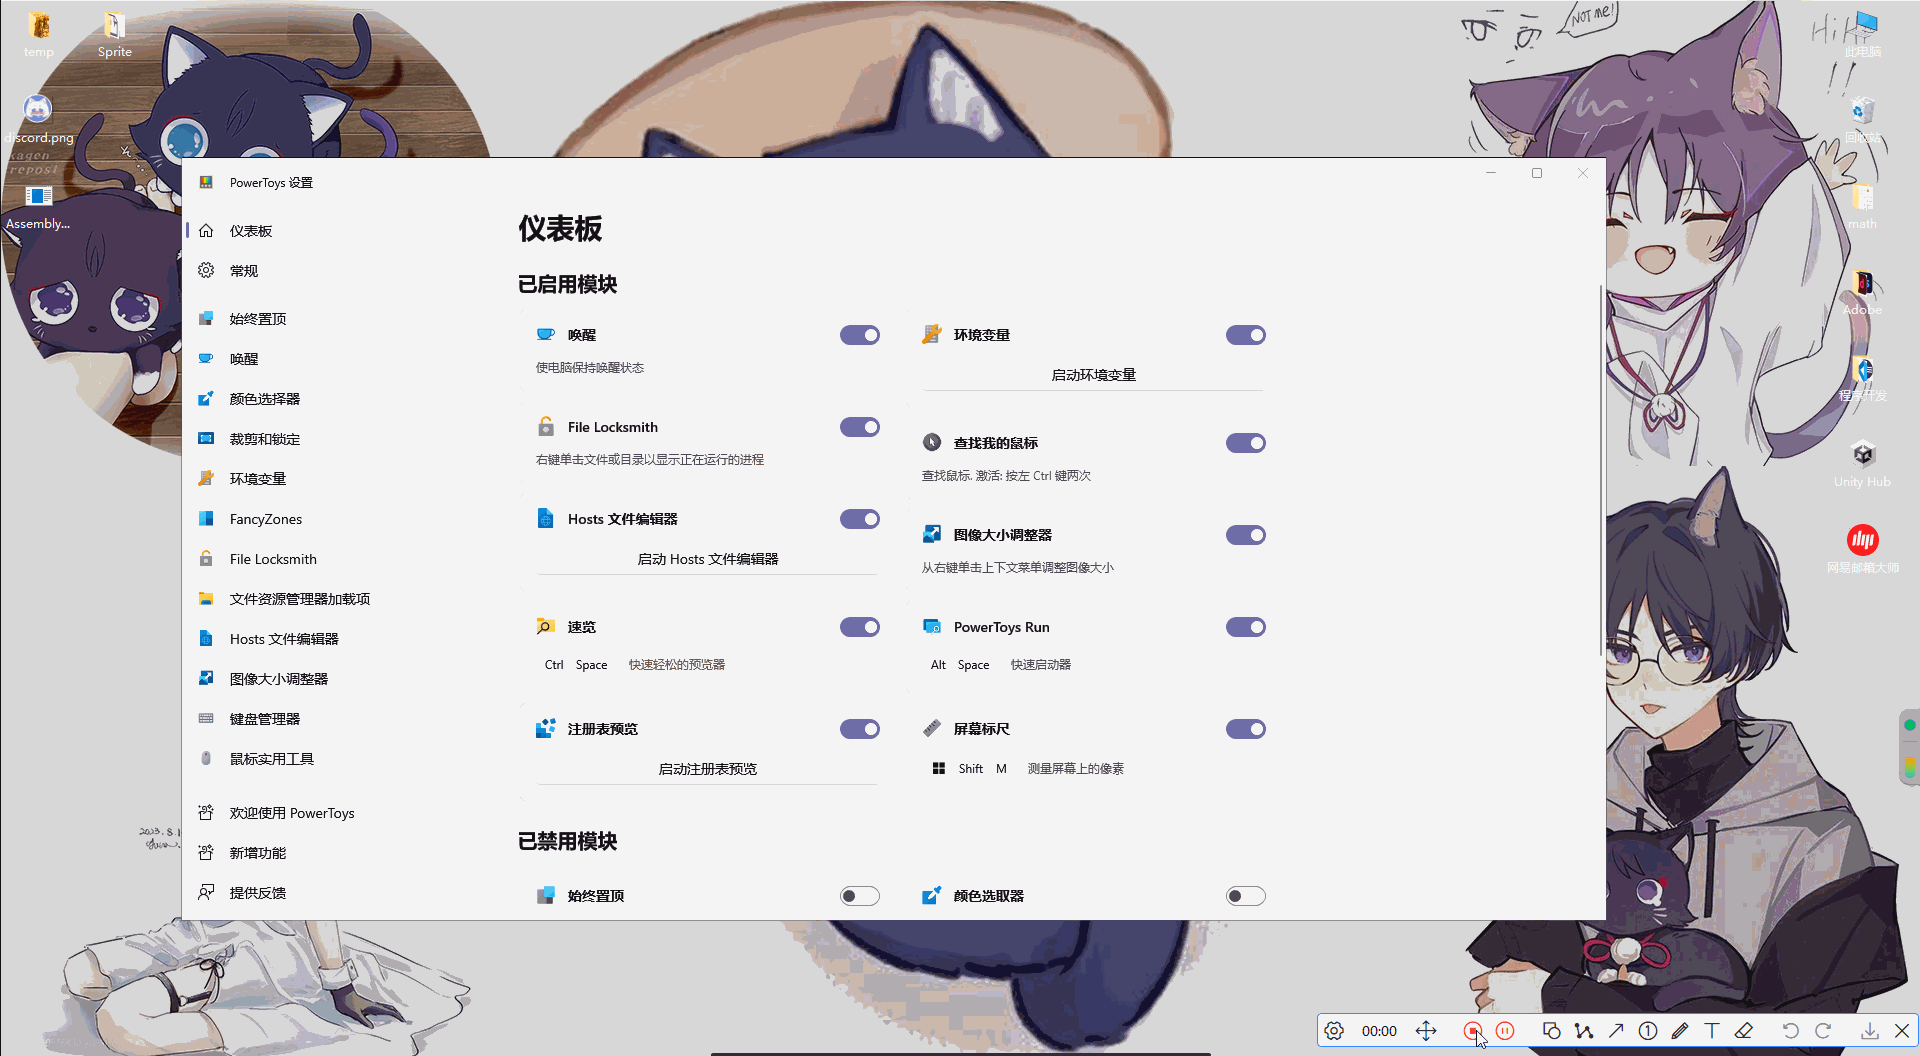 temp
Sprite
discord.png
kagen
repost
Assembly...
NOT me!
此电脑
回收站
math
Adobe
程序开发
Unity Hub
网易邮箱大师
2023.8.1
PowerToys 设置
仪表板
常规
始终置顶
唤醒
颜色选择器
裁剪和锁定
环境变量
FancyZones
File Locksmith
文件资源管理器加载项
Hosts 文件编辑器
图像大小调整器
键盘管理器
鼠标实用工具
欢迎使用 PowerToys
新增功能
提供反馈
仪表板
已启用模块
唤醒
使电脑保持唤醒状态
环境变量
启动环境变量
File Locksmith
右键单击文件或目录以显示正在运行的进程
查找我的鼠标
查找鼠标. 激活: 按左 Ctrl 键两次
Hosts 文件编辑器
启动 Hosts 文件编辑器
图像大小调整器
从右键单击上下文菜单调整图像大小
速览
Ctrl Space 快速轻松的预览器
PowerToys Run
Alt Space 快速启动器
注册表预览
启动注册表预览
屏幕标尺
Shift M 测量屏幕上的像素
已禁用模块
始终置顶
颜色选取器
00:00